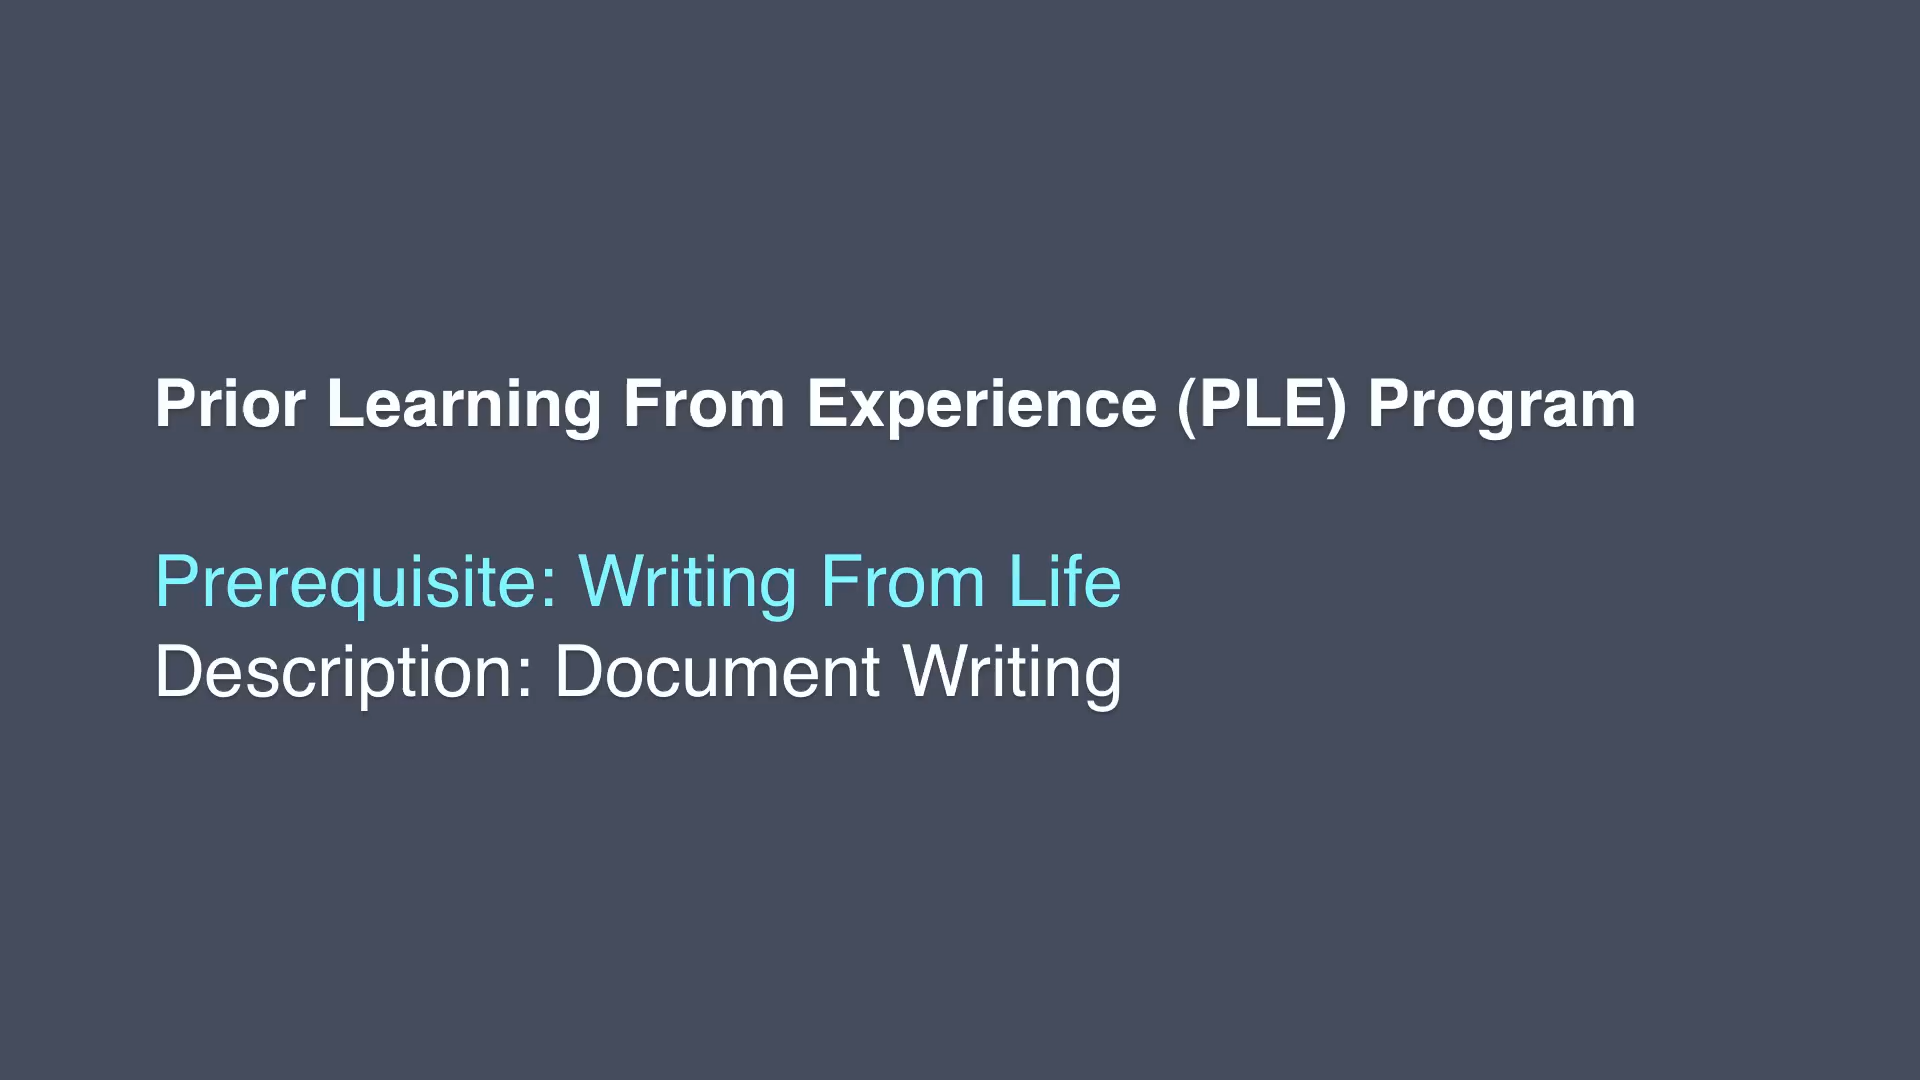 Prior Learning From Experience (PLE) Program
Prerequisite: Writing From Life
Description: Document Writing